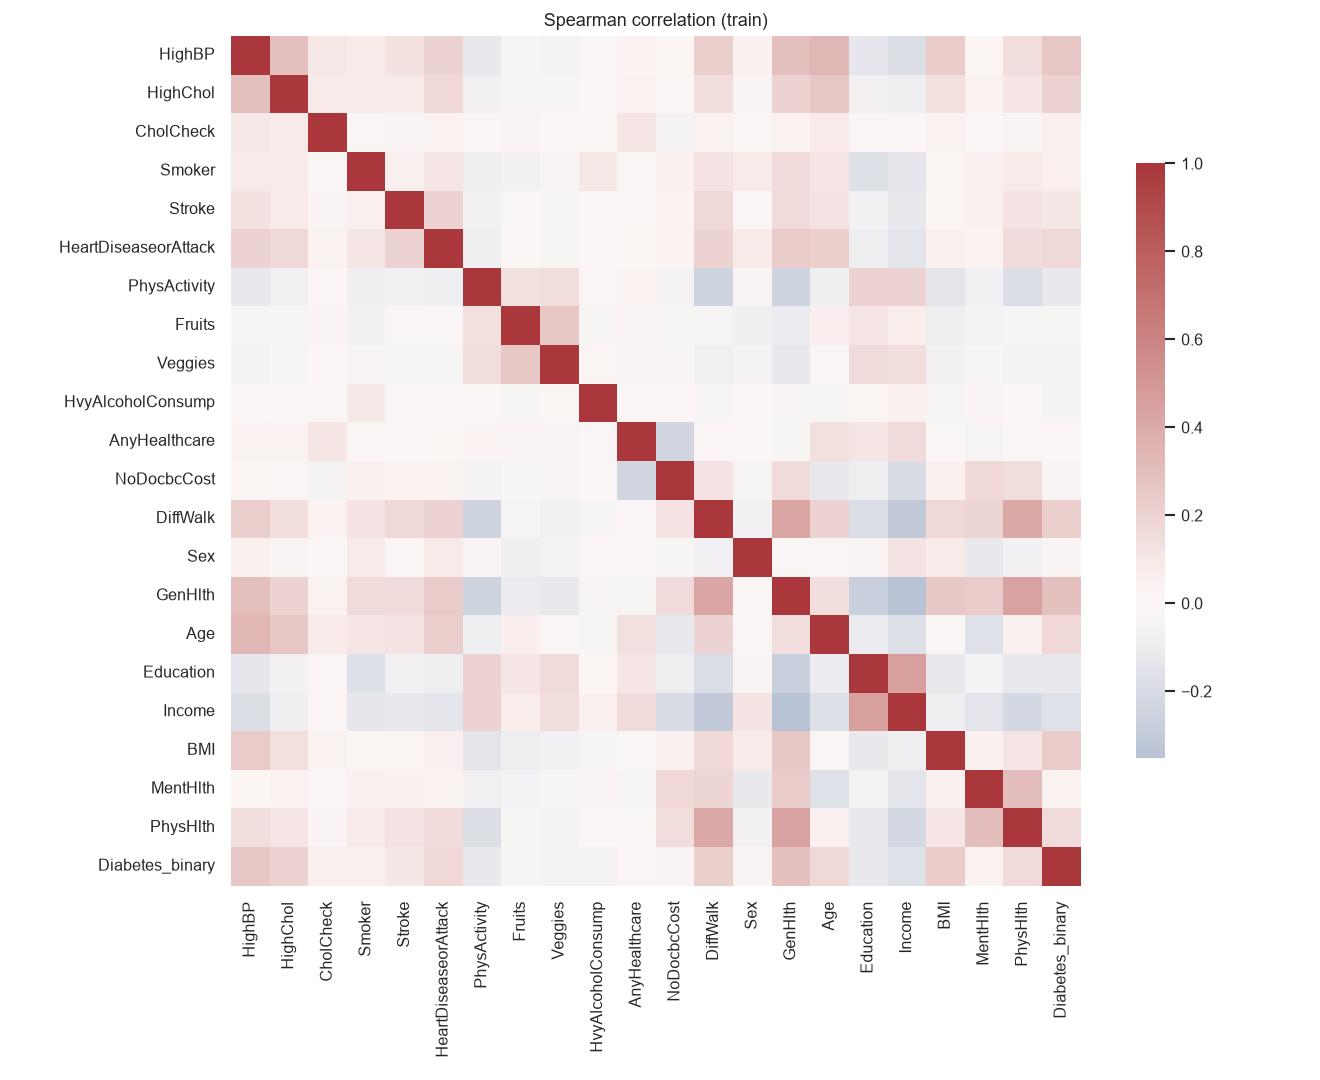 Spearman correlation (train)
HighBP
HighChol
CholCheck
Smoker
Stroke
HeartDiseaseorAttack
PhysActivity
Fruits
Veggies
HvyAlcoholConsump
AnyHealthcare
NoDocbcCost
DiffWalk
Sex
GenHlth
Age
Education
Income
BMI
MentHlth
PhysHlth
Diabetes_binary
HighBP
HighChol
CholCheck
Smoker
Stroke
HeartDiseaseorAttack
PhysActivity
Fruits
Veggies
HvyAlcoholConsump
AnyHealthcare
NoDocbcCost
DiffWalk
Sex
GenHlth
Age
Education
Income
BMI
MentHlth
PhysHlth
Diabetes_binary
1.0
0.8
0.6
0.4
0.2
0.0
−0.2